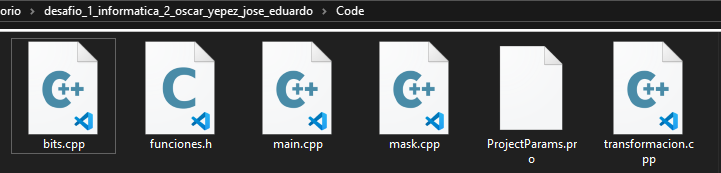 orio > desafio_1_informatica_2_oscar_yepez_jose_eduardo > Code
C++ C C++ C++ C++
bits.cpp funciones.h main.cpp mask.cpp ProjectParams.pr transformacion.c
o pp